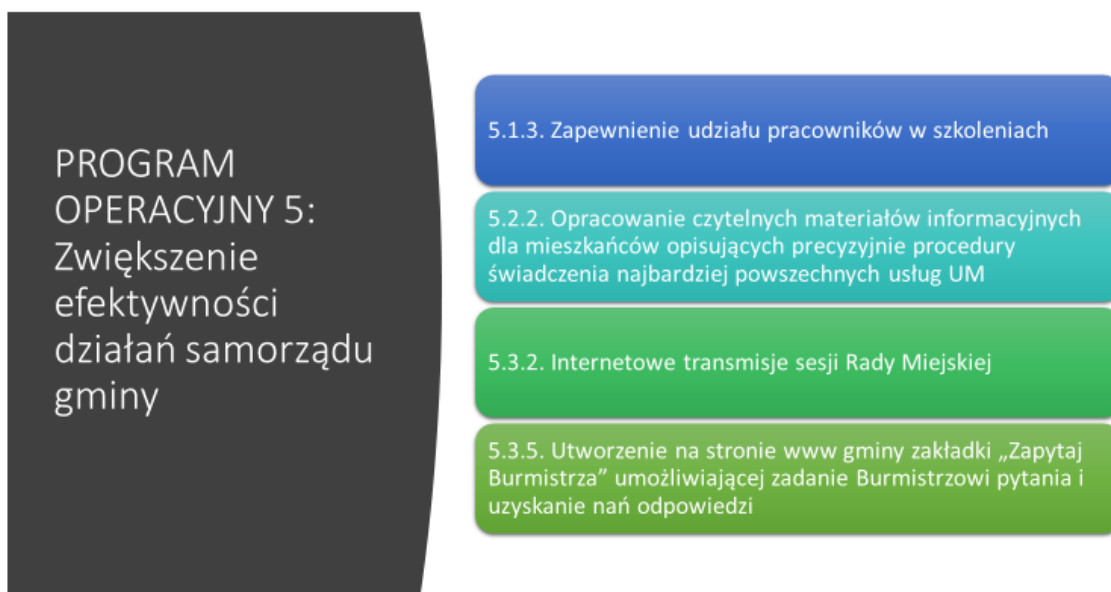 PROGRAM
OPERACYJNY 5:
Zwiększenie
efektywności
działań samorządu
gminy
5.1.3. Zapewnienie udziału pracowników w szkoleniach
5.2.2. Opracowanie czytelnych materiałów informacyjnych
dla mieszkańców opisujących precyzyjnie procedury
świadczenia najbardziej powszechnych usług UM
5.3.2. Internetowe transmisje sesji Rady Miejskiej
5.3.5. Utworzenie na stronie www gminy zakładki „Zapytaj
Burmistrza” umożliwiającej zadanie Burmistrzowi pytania i
uzyskanie nań odpowiedzi